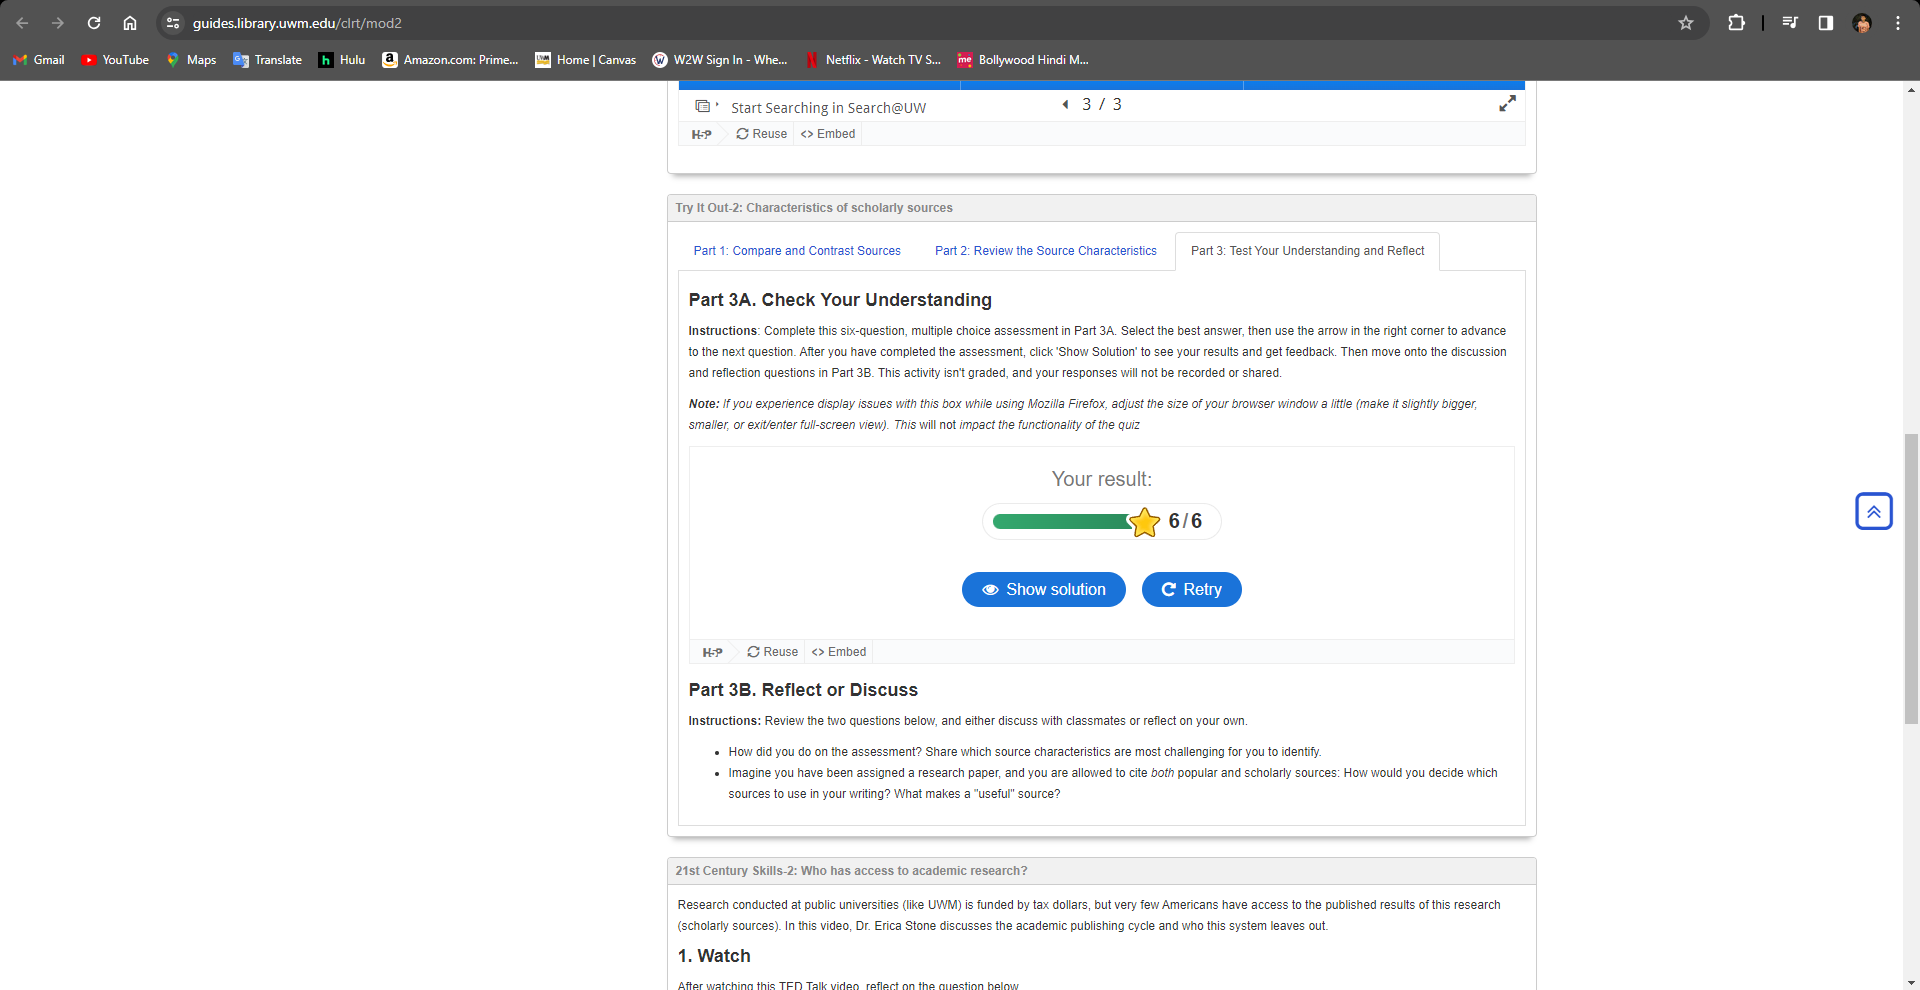 guides.library.uwm.edu/clrt/mod2
Gmail YouTube Maps Translate Hulu Amazon.com: Prime... Home | Canvas W2W Sign In - Whe... Netflix - Watch TV S... Bollywood Hindi M...
Start Searching in Search@UW 3 / 3
H5P Reuse <> Embed
Try It Out-2: Characteristics of scholarly sources
Part 1: Compare and Contrast Sources Part 2: Review the Source Characteristics Part 3: Test Your Understanding and Reflect
Part 3A. Check Your Understanding
Instructions: Complete this six-question, multiple choice assessment in Part 3A. Select the best answer, then use the arrow in the right corner to advance
to the next question. After you have completed the assessment, click 'Show Solution' to see your results and get feedback. Then move onto the discussion
and reflection questions in Part 3B. This activity isn't graded, and your responses will not be recorded or shared.
Note: If you experience display issues with this box while using Mozilla Firefox, adjust the size of your browser window a little (make it slightly bigger,
smaller, or exit/enter full-screen view). This will not impact the functionality of the quiz
Your result:
6/6
Show solution Retry
H5P Reuse <> Embed
Part 3B. Reflect or Discuss
Instructions: Review the two questions below, and either discuss with classmates or reflect on your own.
• How did you do on the assessment? Share which source characteristics are most challenging for you to identify.
• Imagine you have been assigned a research paper, and you are allowed to cite both popular and scholarly sources: How would you decide which
sources to use in your writing? What makes a "useful" source?
21st Century Skills-2: Who has access to academic research?
Research conducted at public universities (like UWM) is funded by tax dollars, but very few Americans have access to the published results of this research
(scholarly sources). In this video, Dr. Erica Stone discusses the academic publishing cycle and who this system leaves out.
1. Watch
After watching this TED Talk video, reflect on the question below